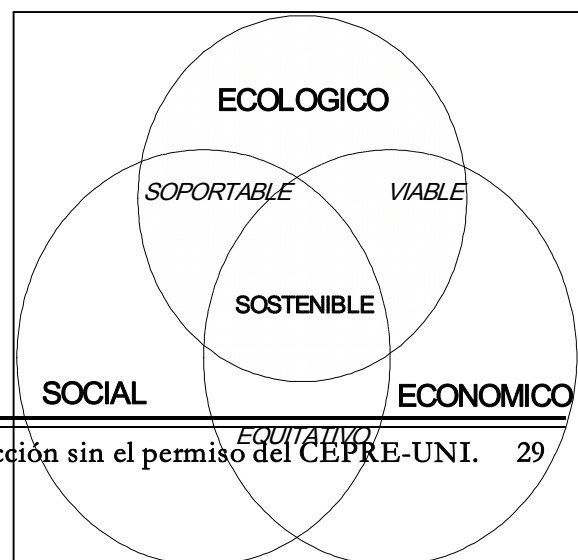 ECOLOGICO
SOPORTABLE VIABLE
SOSTENIBLE
SOCIAL ECONOMICO
EQUITATIVO
cción sin el permiso del CEPRE-UNI. 29